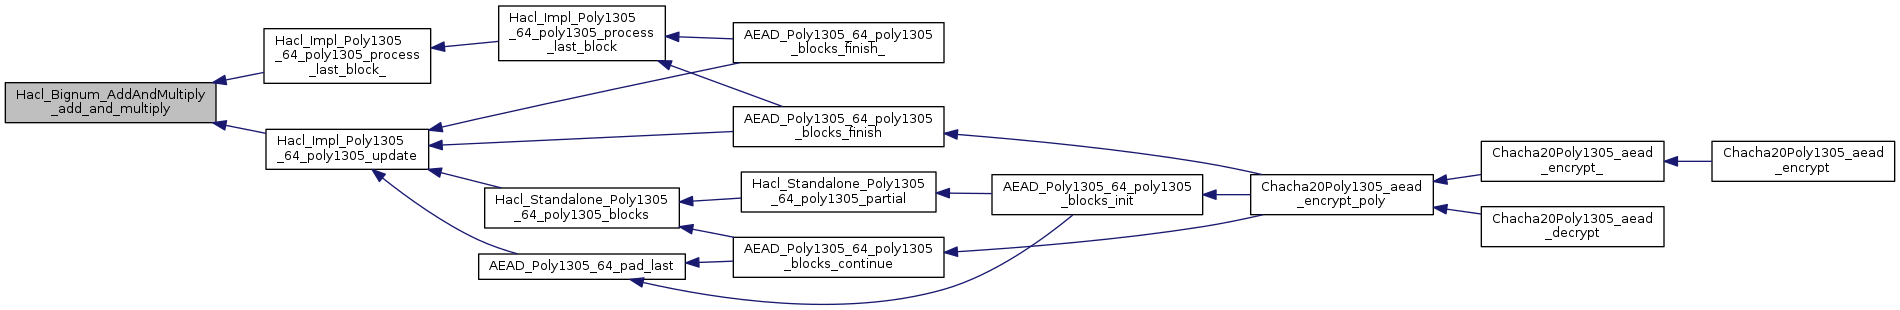 Hacl_Bignum_AddAndMultiply
_add_and_multiply
Hacl_Impl_Poly1305
_64_poly1305_process
_last_block_
Hacl_Impl_Poly1305
_64_poly1305_process
_last_block
AEAD_Poly1305_64_poly1305
_blocks_finish_
AEAD_Poly1305_64_poly1305
_blocks_finish
Hacl_Impl_Poly1305
_64_poly1305_update
Hacl_Standalone_Poly1305
_64_poly1305_blocks
Hacl_Standalone_Poly1305
_64_poly1305_partial
AEAD_Poly1305_64_poly1305
_blocks_continue
AEAD_Poly1305_64_pad_last
AEAD_Poly1305_64_poly1305
_blocks_init
Chacha20Poly1305_aead
_encrypt_poly
Chacha20Poly1305_aead
_encrypt_
Chacha20Poly1305_aead
_encrypt
Chacha20Poly1305_aead
_decrypt